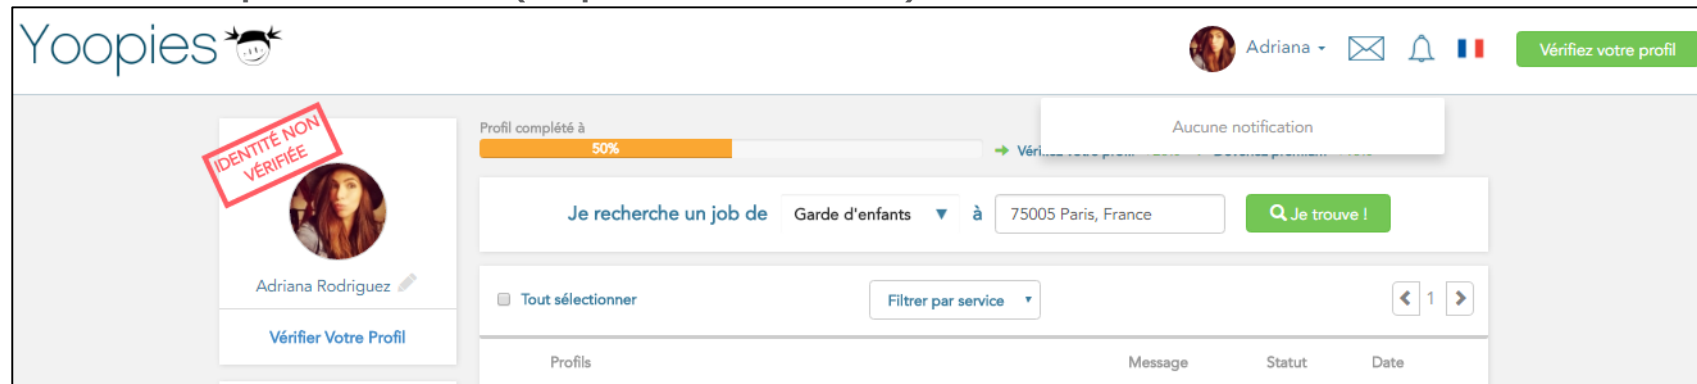 Yoopies
Adriana
Vérifiez votre profil
Aucune notification
IDENTITÉ NON
VÉRIFIÉE
Profil complété à
50%
Je recherche un job de
Garde d'enfants
à
75005 Paris, France
Je trouve !
Adriana Rodriguez
Vérifier Votre Profil
Tout sélectionner
Filtrer par service
1
Profils
Message
Statut
Date